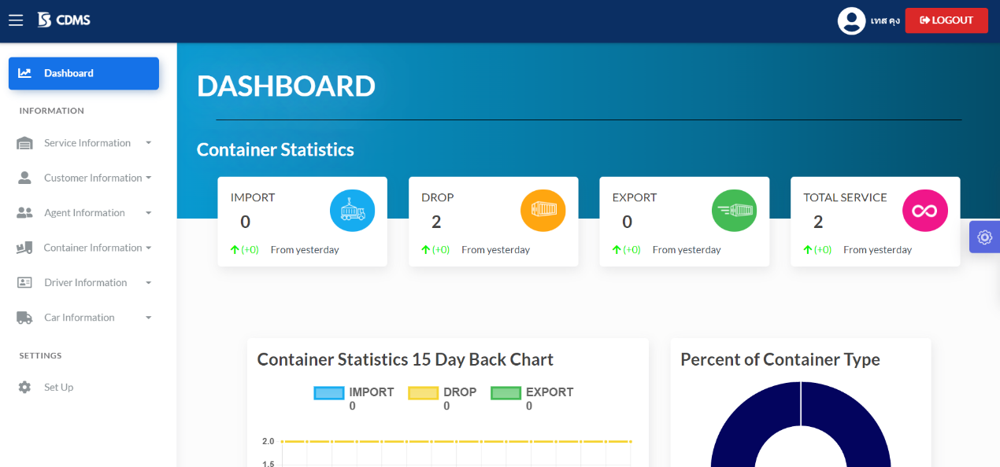 CDMS
เทส คุง
LOGOUT
Dashboard
INFORMATION
Service Information
Customer Information
Agent Information
Container Information
Driver Information
Car Information
SETTINGS
Set Up
DASHBOARD
Container Statistics
IMPORT
0
(+0) From yesterday
DROP
2
(+0) From yesterday
EXPORT
0
(+0) From yesterday
TOTAL SERVICE
2
(+0) From yesterday
Container Statistics 15 Day Back Chart
IMPORT DROP EXPORT
0 0 0
2.0
1.5
Percent of Container Type